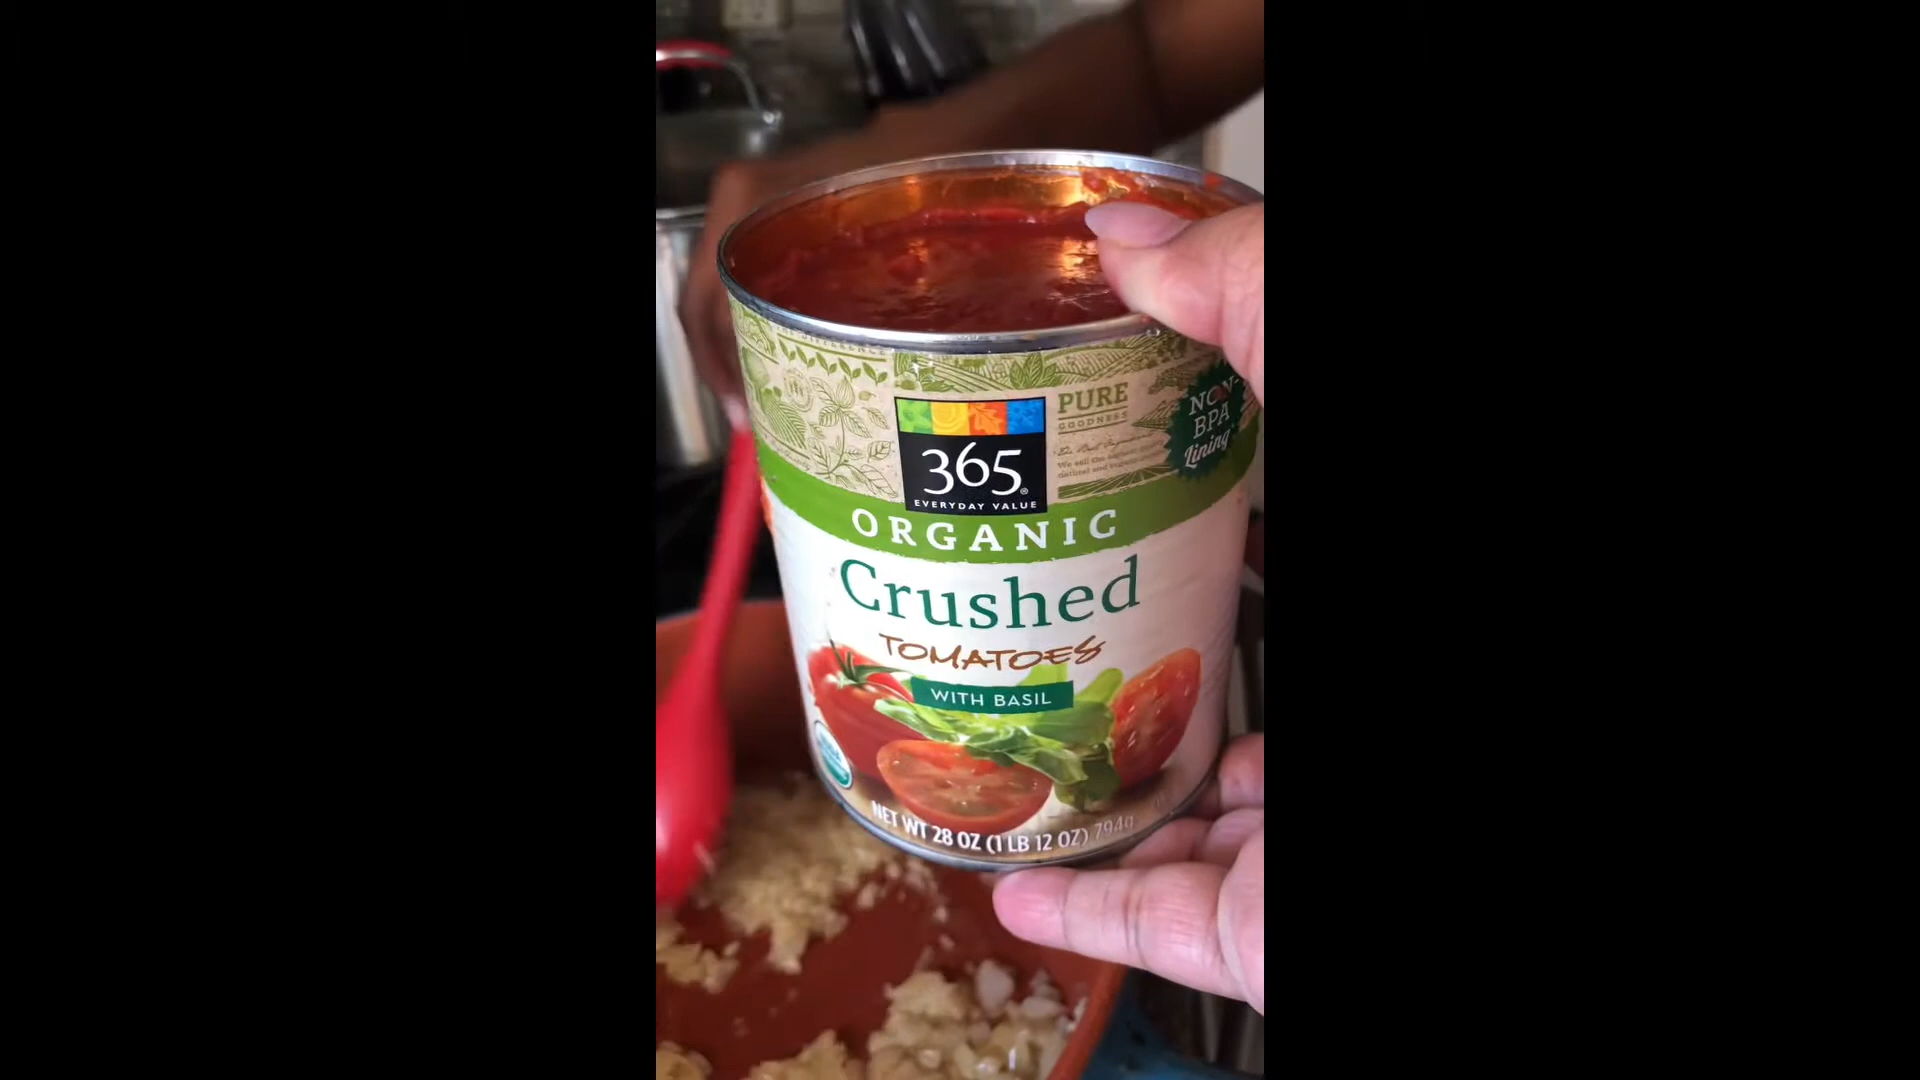 PURE
GOODNESS
NON-
BPA
Lining
365
EVERYDAY VALUE
ORGANIC
Crushed
TOMATOES
WITH BASIL
NET WT 28 OZ (1 LB 12 OZ) 794g